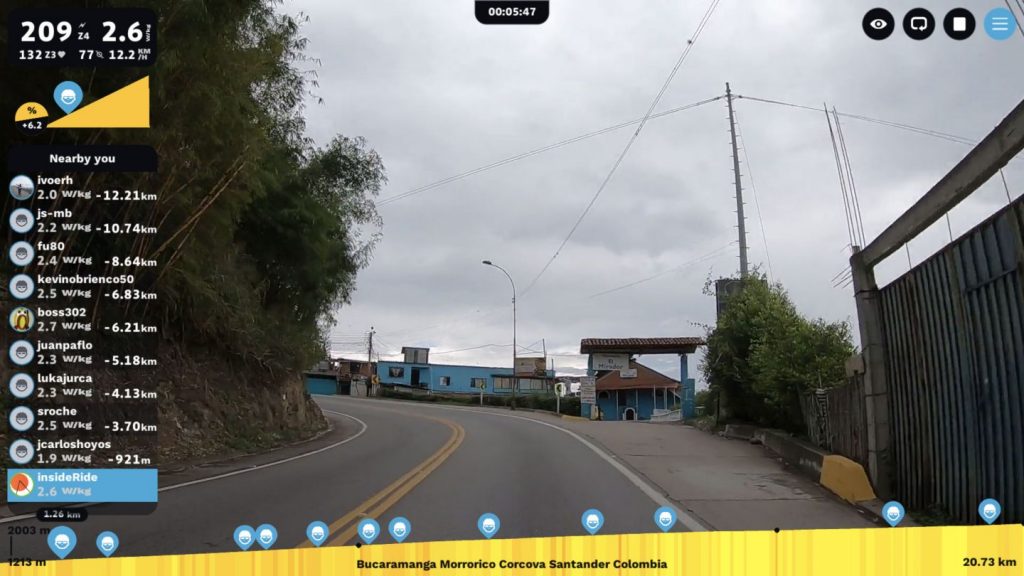 209 Z4 2.6 W/kg
132 Z3 77 12.2 KM/H
00:05:47
%
+6.2
Nearby you
ivoerh
2.0 W/kg -12.21km
js-mb
2.2 W/kg -10.74km
fu80
2.4 W/kg -8.64km
kevinobrienco50
2.5 W/kg -6.83km
boss302
2.7 W/kg -6.21km
juanpaflo
2.3 W/kg -5.18km
lukajurca
2.3 W/kg -4.13km
sroche
2.5 W/kg -3.70km
jcarloshoyos
1.9 W/kg -921m
insideRide
2.6 W/kg
El
Mirador
1.26 km
2003 m
1213 m
Bucaramanga Morrorico Corcova Santander Colombia
20.73 km